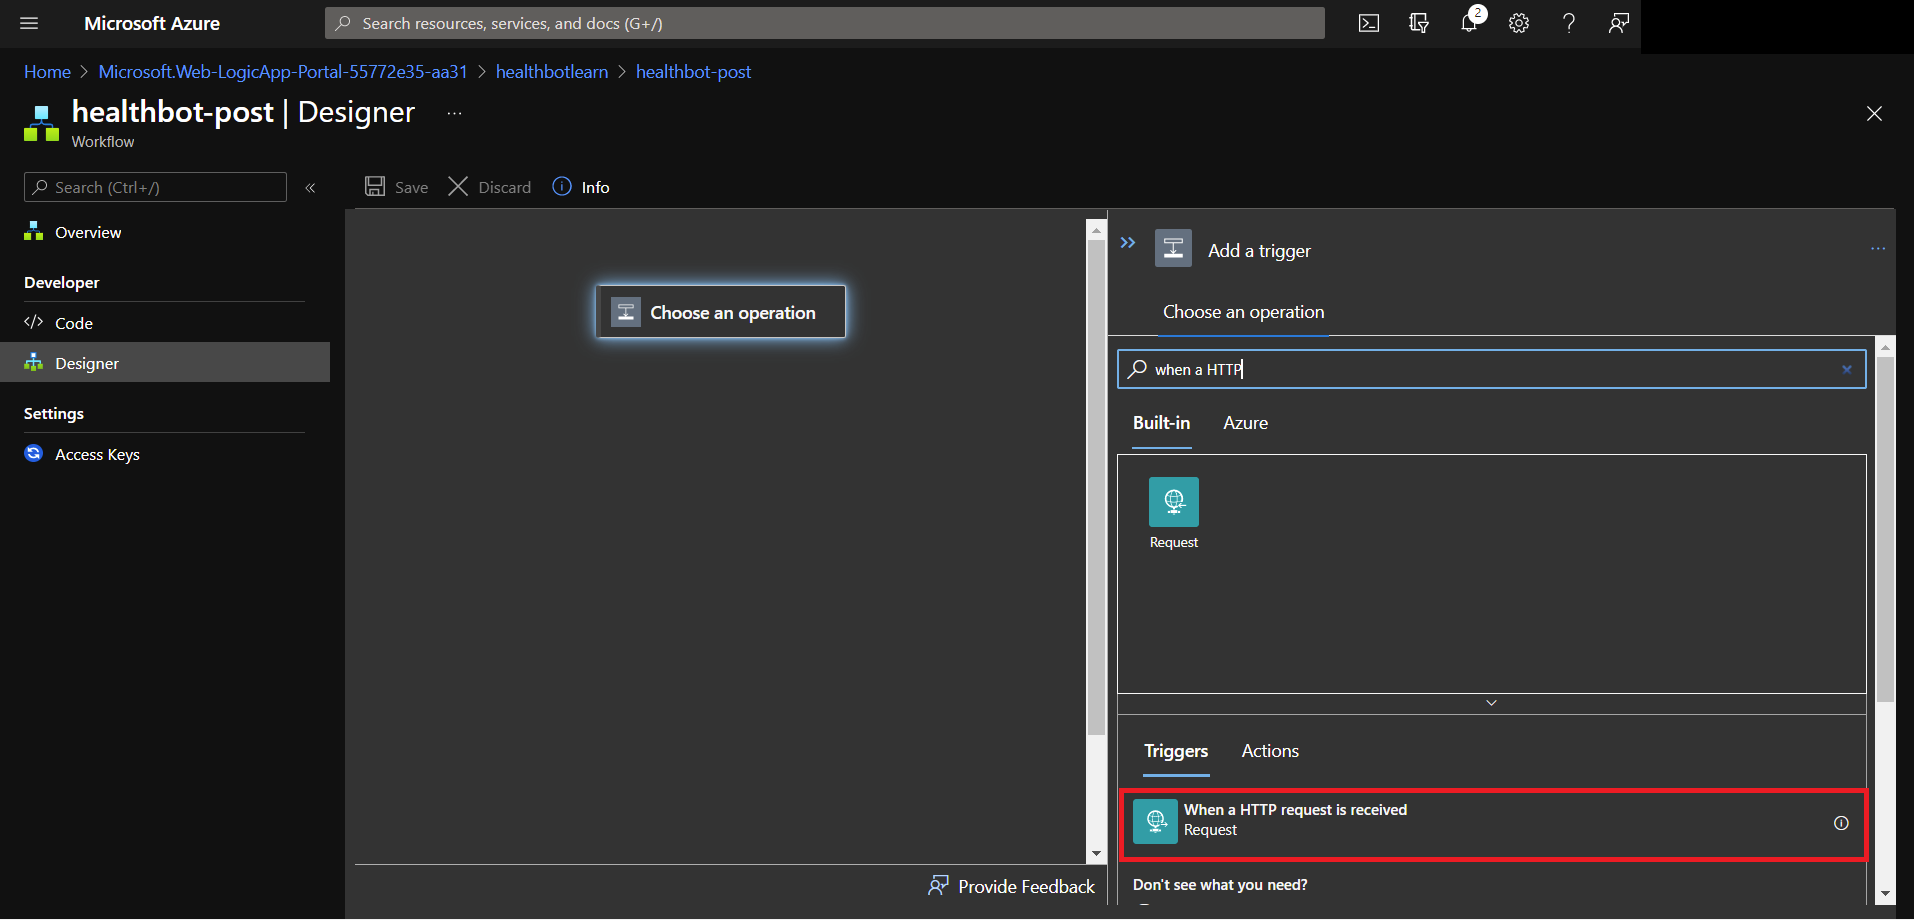 Microsoft Azure
Search resources, services, and docs (G+/)
2
Home > Microsoft.Web-LogicApp-Portal-55772e35-aa31 > healthbotlearn > healthbot-post
healthbot-post | Designer ...
Workflow
Search (Ctrl+/)
«
Save
Discard
Info
Overview
Developer
Code
Designer
Settings
Access Keys
Choose an operation
Provide Feedback
Add a trigger
Choose an operation
when a HTTP
Built-in
Azure
Request
Triggers
Actions
When a HTTP request is received
Request
Don't see what you need?